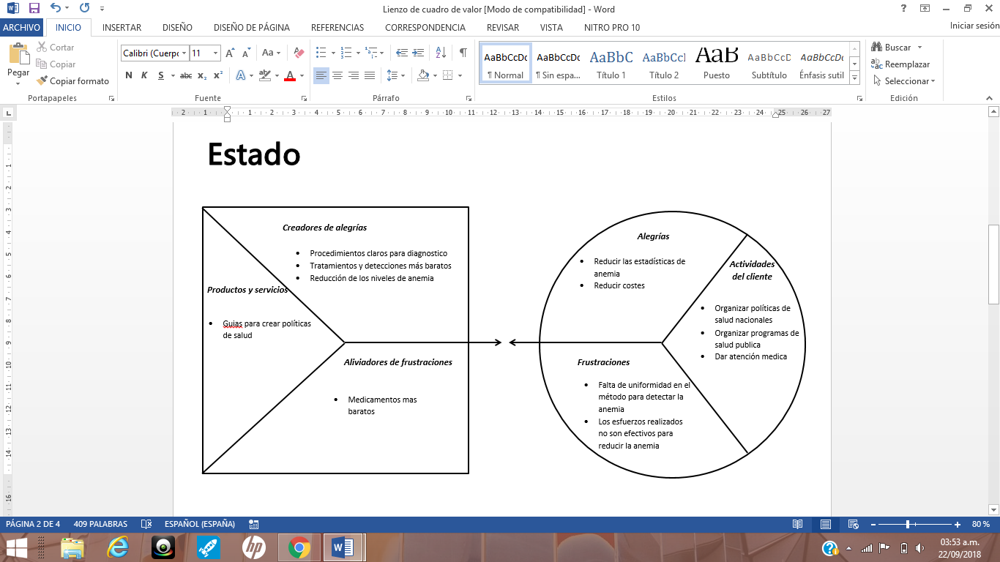 Lienzo de cuadro de valor [Modo de compatibilidad] - Word
ARCHIVO INICIO INSERTAR DISEÑO DISEÑO DE PÁGINA REFERENCIAS CORRESPONDENCIA REVISAR VISTA NITRO PRO 10 Iniciar sesión
Pegar
Cortar
Copiar
Copiar formato
Portapapeles
Calibri (Cuerpo 11
N K S abc x₂ x²
Fuente
Párrafo
AaBbCcDc AaBbCcDc AaBbC AaBbCcI AaB AaBbCcD AaBbCcDc
¶ Normal ¶ Sin espa... Título 1 Título 2 Puesto Subtítulo Énfasis sutil
Estilos
Buscar
Reemplazar
Seleccionar
Edición
2 1 1 2 3 4 5 6 7 8 9 10 11 12 13 14 15 16 17 18 19 20 21 22 23 24 25 26 27
Estado
Creadores de alegrías
• Procedimientos claros para diagnostico
• Tratamientos y detecciones más baratos
• Reducción de los niveles de anemia
Productos y servicios
• Guias para crear políticas
de salud
Aliviadores de frustraciones
• Medicamentos mas
baratos
Alegrías
• Reducir las estadísticas de
anemia
• Reducir costes
Actividades
del cliente
• Organizar políticas de
salud nacionales
• Organizar programas de
salud publica
• Dar atención medica
Frustraciones
• Falta de uniformidad en el
método para detectar la
anemia
• Los esfuerzos realizados
no son efectivos para
reducir la anemia
PÁGINA 2 DE 4 409 PALABRAS ESPAÑOL (ESPAÑA) 80 %
03:53 a.m.
22/09/2018